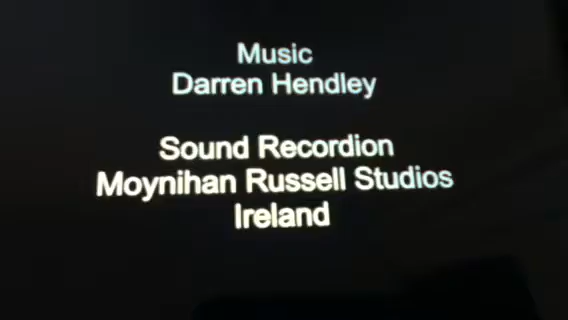 Music
Darren Hendley
Sound Recordion
Moynihan Russell Studios
Ireland